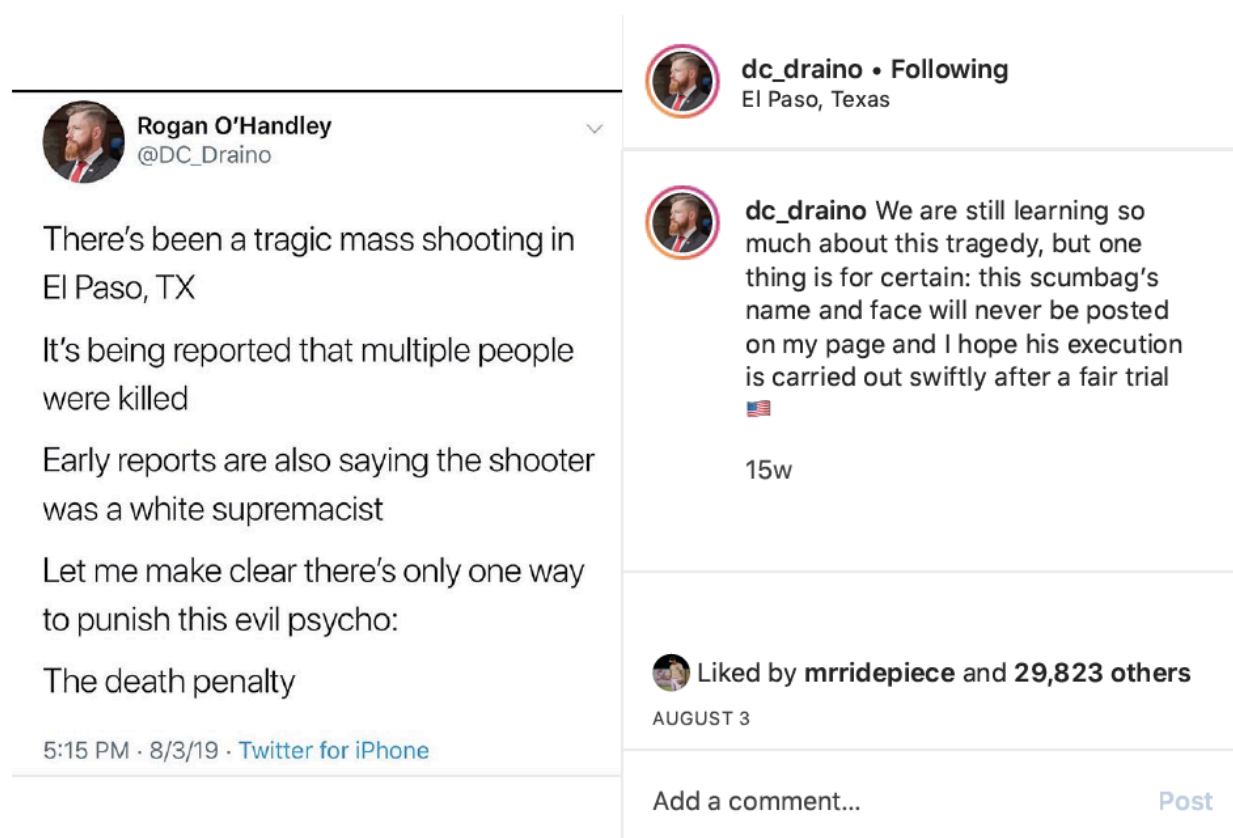 Rogan O’Handley
@DC_Draino
There’s been a tragic mass shooting in
El Paso, TX
It’s being reported that multiple people
were killed
Early reports are also saying the shooter
was a white supremacist
Let me make clear there’s only one way
to punish this evil psycho:
The death penalty
5:15 PM · 8/3/19 · Twitter for iPhone
dc_draino • Following
El Paso, Texas
dc_draino We are still learning so
much about this tragedy, but one
thing is for certain: this scumbag’s
name and face will never be posted
on my page and I hope his execution
is carried out swiftly after a fair trial
🇺🇸
15w
Liked by mrridepiece and 29,823 others
AUGUST 3
Add a comment...
Post